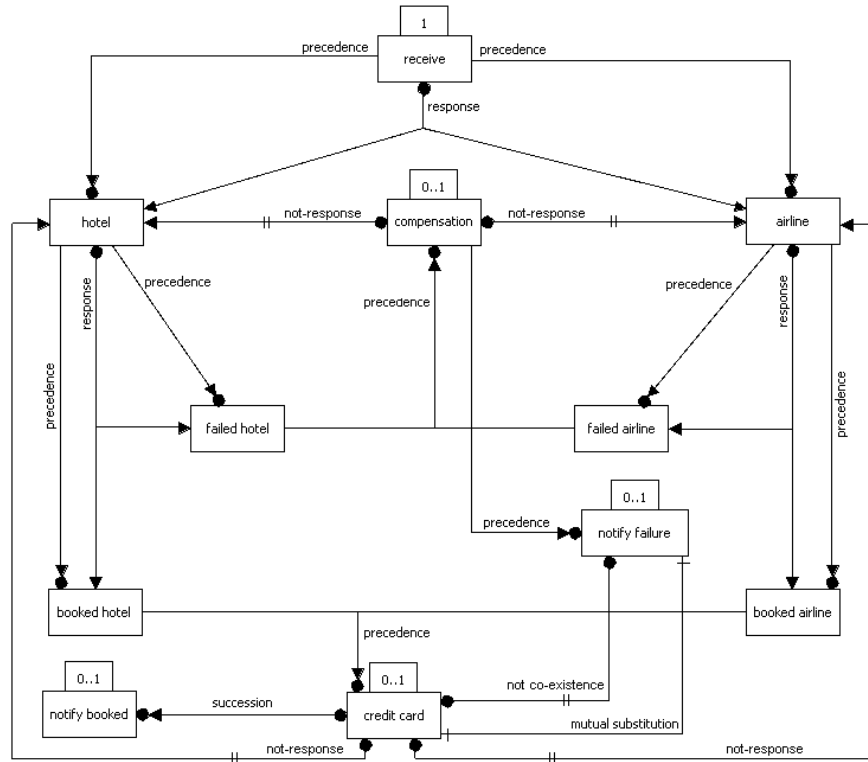 1
precedence
precedence
receive
response
0..1
hotel
not-response
compensation
not-response
airline
precedence
precedence
response
precedence
response
precedence
precedence
failed hotel
failed airline
0..1
precedence
notify failure
booked hotel
booked airline
precedence
0..1
0..1
not co-existence
notify booked
succession
credit card
mutual substitution
not-response
not-response